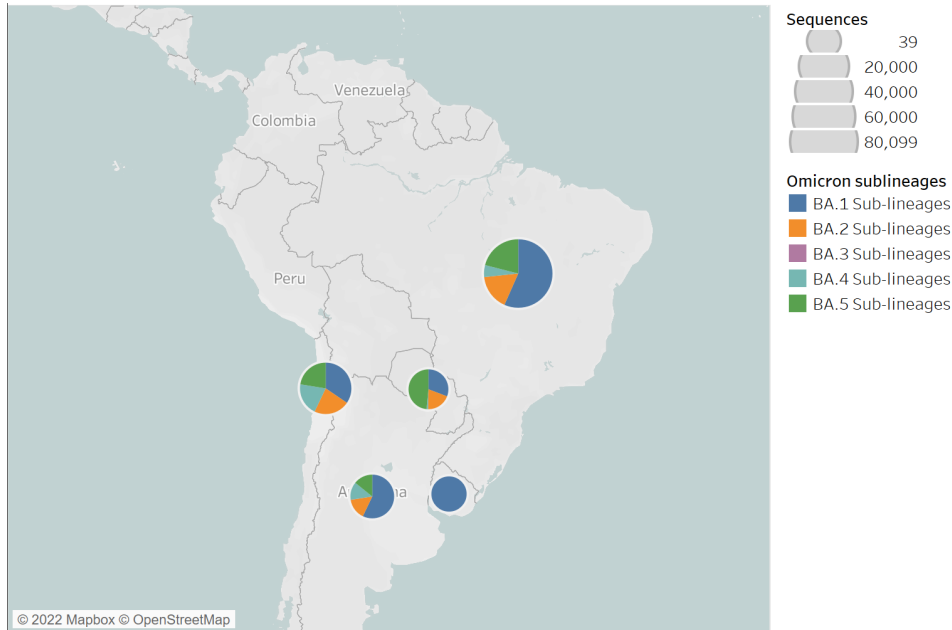 Sequences
39
20,000
40,000
60,000
80,099
Omicron sublineages
BA.1 Sub-lineages
BA.2 Sub-lineages
BA.3 Sub-lineages
BA.4 Sub-lineages
BA.5 Sub-lineages
Venezuela
Colombia
Peru
© 2022 Mapbox © OpenStreetMap